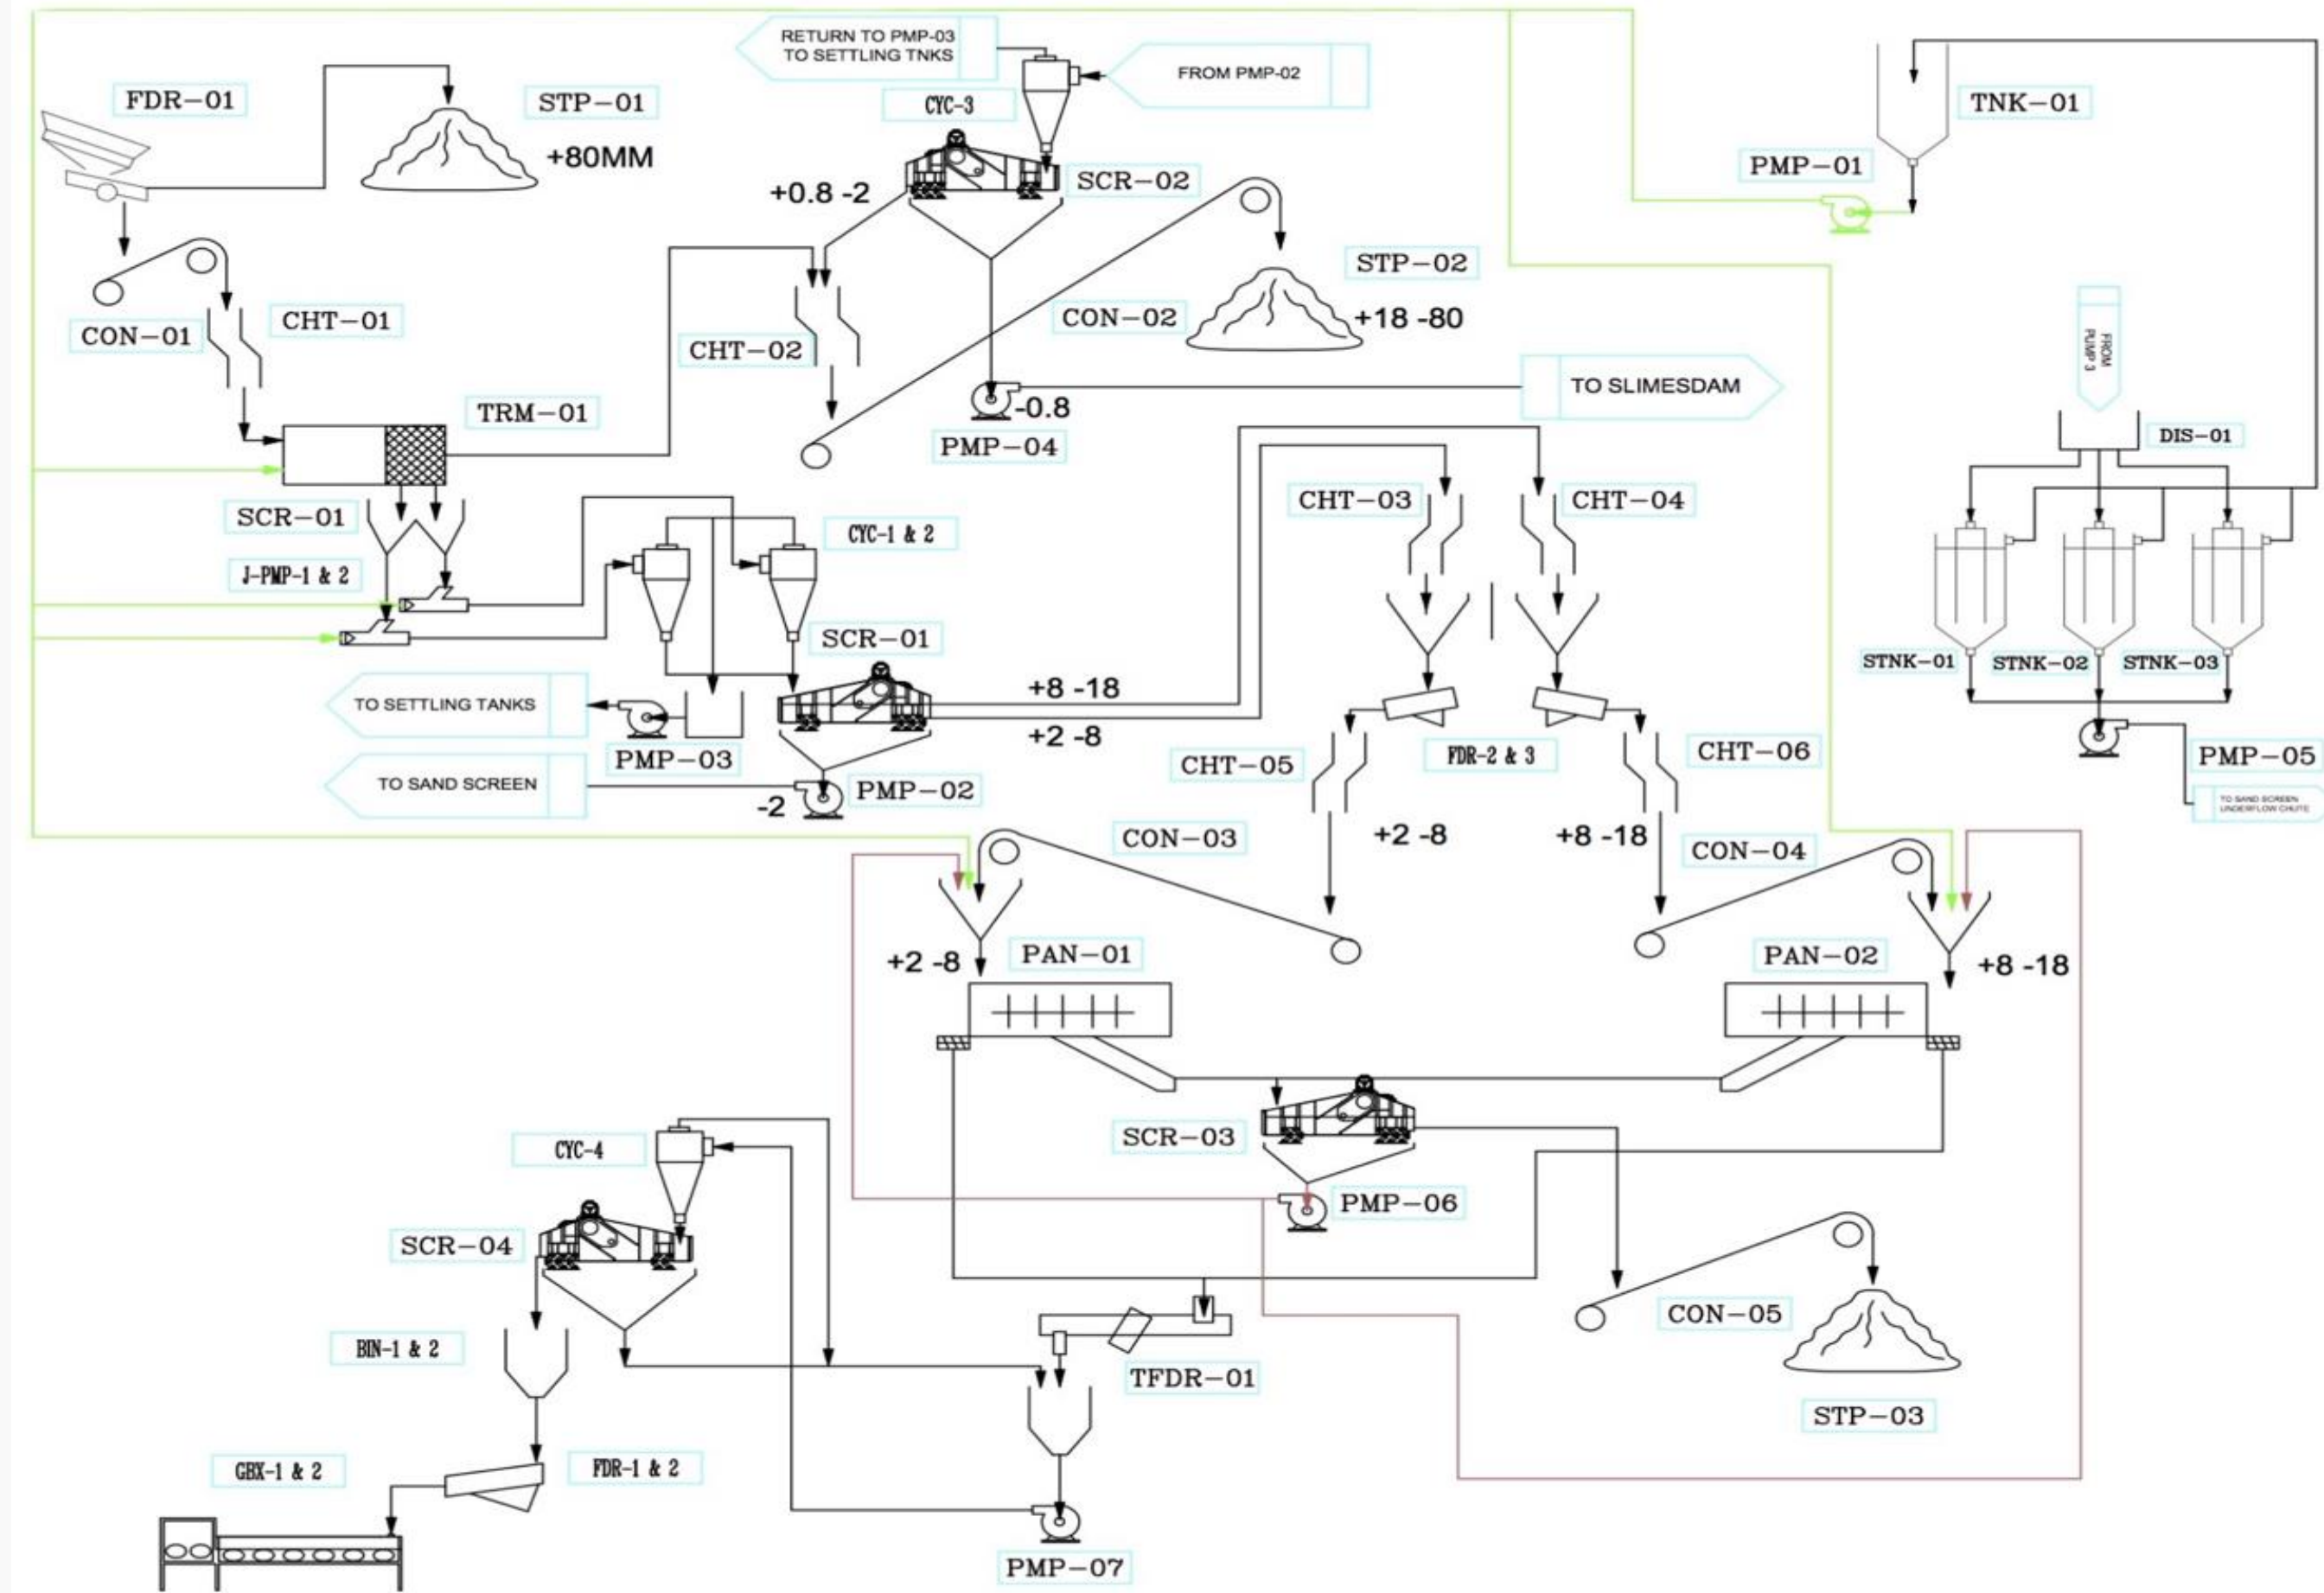 RETURN TO PMP-03
TO SETTLING TNKS
FROM PMP-02
FDR-01
STP-01
+80MM
CYC-3
TNK-01
PMP-01
SCR-02
+0.8 -2
STP-02
+18 -80
CON-01
CHT-01
CON-02
CHT-02
FROM
PUMP 3
TO SLIMESDAM
-0.8
PMP-04
TRM-01
DIS-01
CHT-03
CHT-04
SCR-01
CYC-1 & 2
J-PMP-1 & 2
SCR-01
STNK-01
STNK-02
STNK-03
+8 -18
TO SETTLING TANKS
+2 -8
PMP-03
FDR-2 & 3
CHT-05
CHT-06
PMP-05
TO SAND SCREEN
-2
PMP-02
TO SAND SCREEN
UNDERFLOW CHUTE
CON-03
+2 -8
+8 -18
CON-04
+2 -8
PAN-01
PAN-02
+8 -18
SCR-03
CYC-4
PMP-06
SCR-04
CON-05
BIN-1 & 2
TFDR-01
STP-03
GBX-1 & 2
FDR-1 & 2
PMP-07